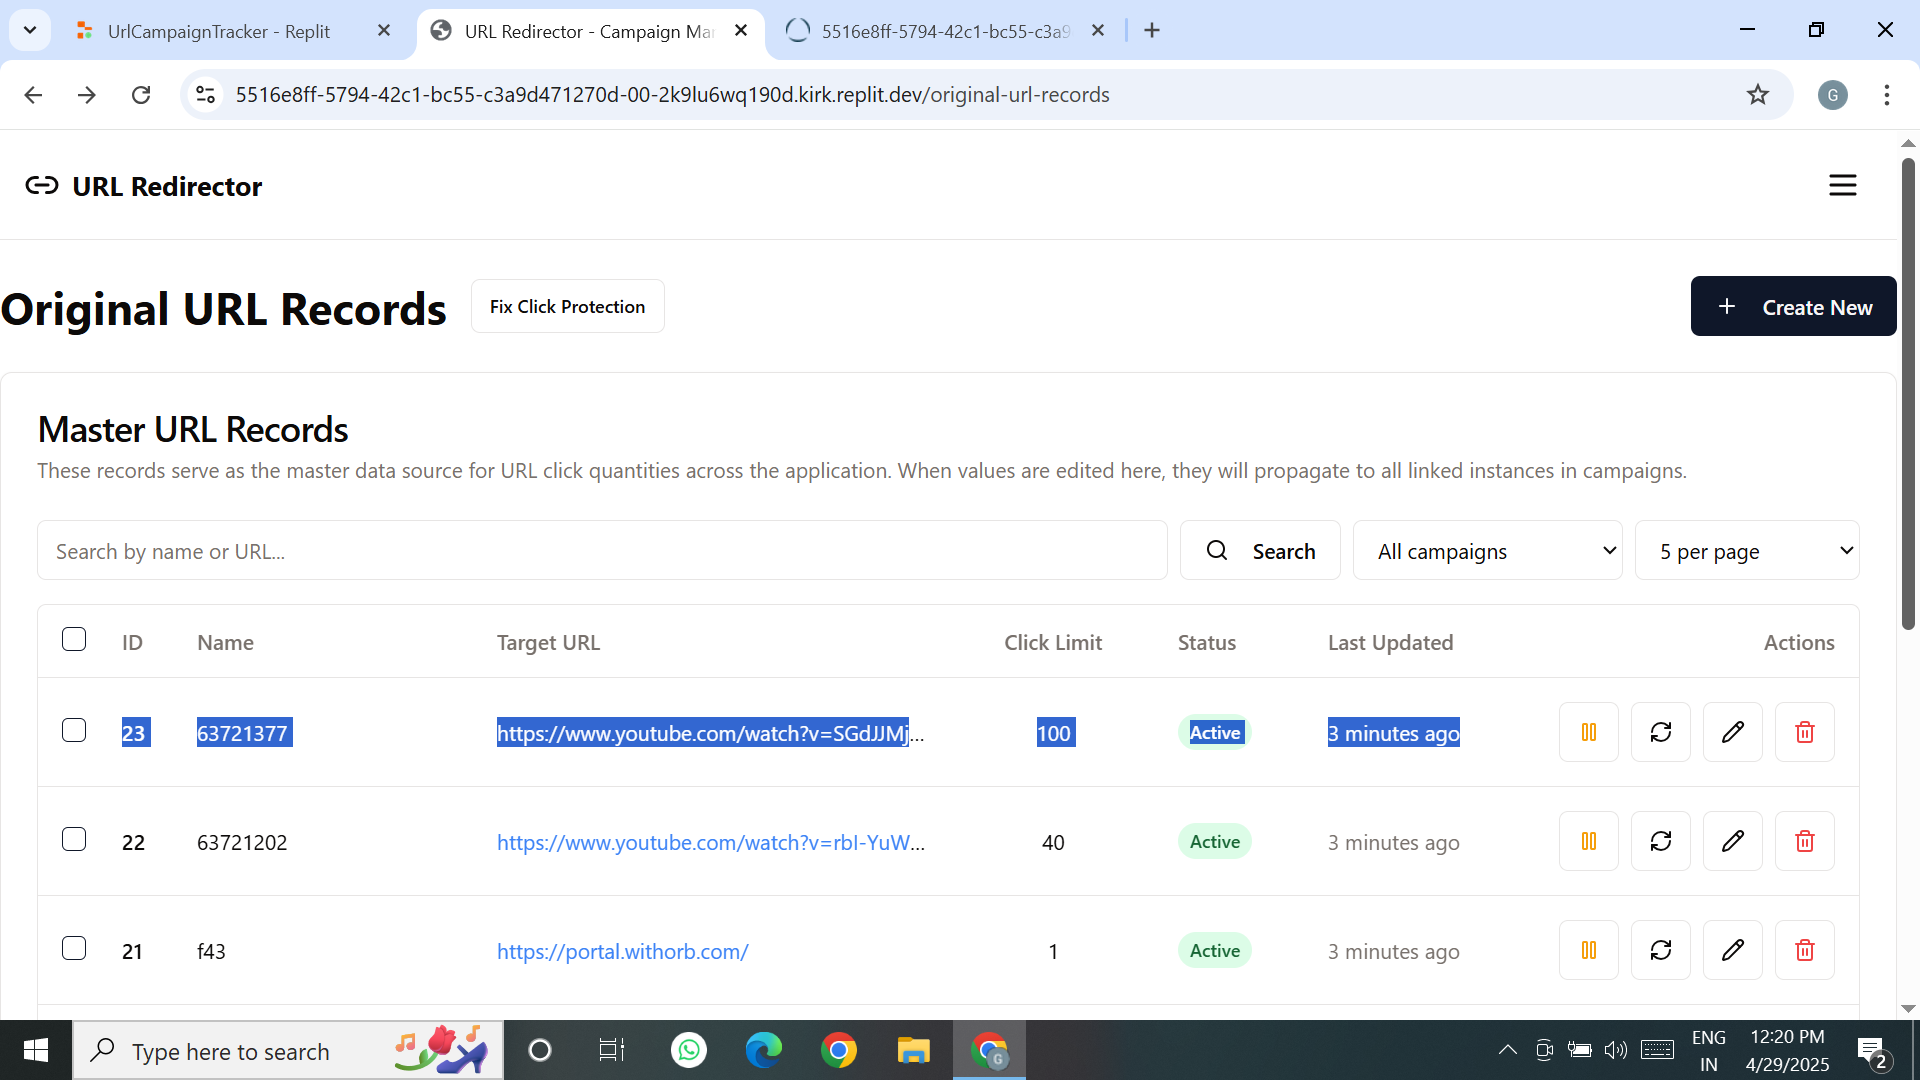 UrlCampaignTracker - Replit
URL Redirector - Campaign Mar
5516e8ff-5794-42c1-bc55-c3a9
5516e8ff-5794-42c1-bc55-c3a9d471270d-00-2k9lu6wq190d.kirk.replit.dev/original-url-records
G
URL Redirector
Original URL Records
Fix Click Protection
+ Create New
Master URL Records
These records serve as the master data source for URL click quantities across the application. When values are edited here, they will propagate to all linked instances in campaigns.
Search by name or URL...
Search
All campaigns
5 per page
ID Name Target URL Click Limit Status Last Updated Actions
23 63721377 https://www.youtube.com/watch?v=SGdJJMj... 100 Active 3 minutes ago
22 63721202 https://www.youtube.com/watch?v=rbI-YuW... 40 Active 3 minutes ago
21 f43 https://portal.withorb.com/ 1 Active 3 minutes ago
Type here to search
G
ENG
IN
12:20 PM
4/29/2025
2